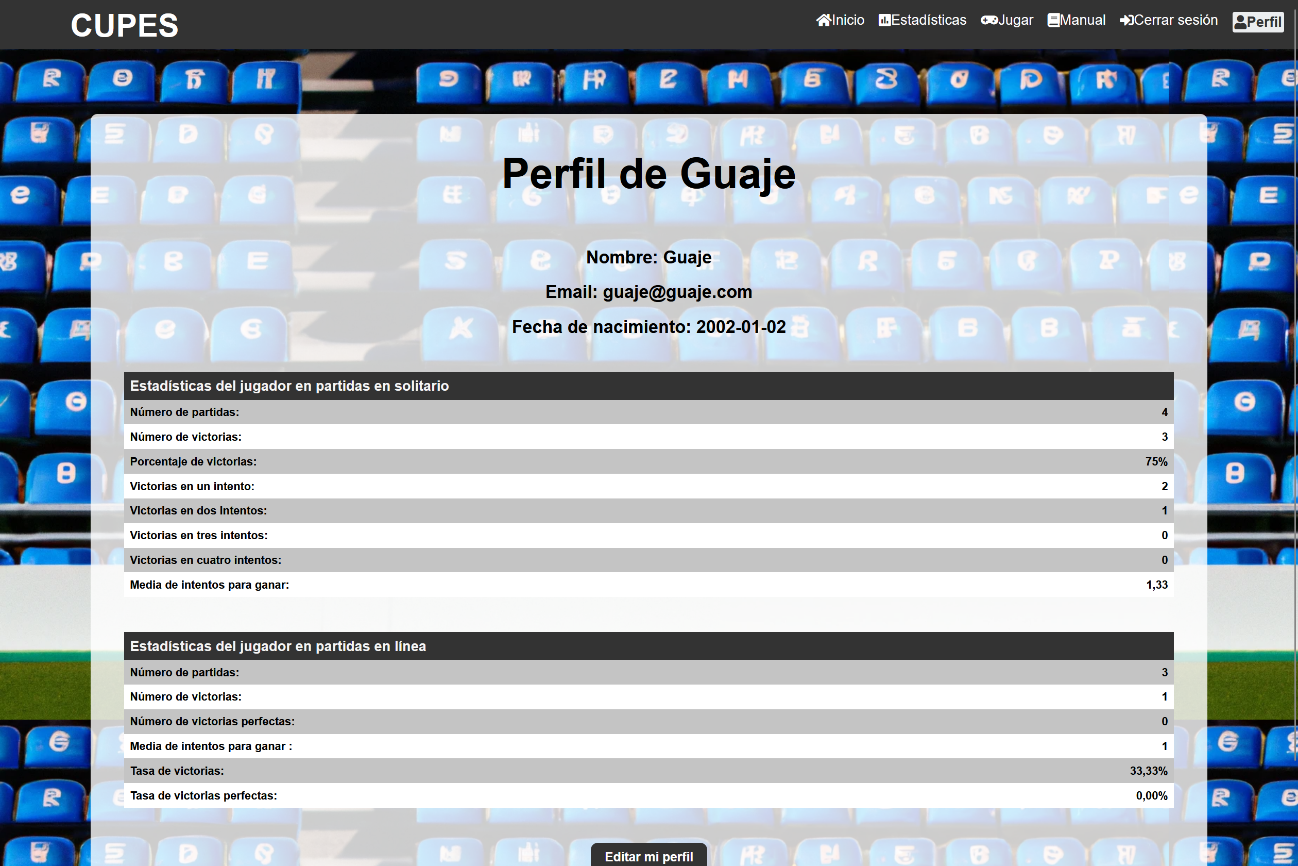 CUPES
Inicio Estadísticas Jugar Manual Cerrar sesión Perfil
Perfil de Guaje
Nombre: Guaje
Email: guaje@guaje.com
Fecha de nacimiento: 2002-01-02
Estadísticas del jugador en partidas en solitario
Número de partidas: 4
Número de victorias: 3
Porcentaje de victorias: 75%
Victorias en un intento: 2
Victorias en dos intentos: 1
Victorias en tres intentos: 0
Victorias en cuatro intentos: 0
Media de intentos para ganar: 1,33
Estadísticas del jugador en partidas en línea
Número de partidas: 3
Número de victorias: 1
Número de victorias perfectas: 0
Media de intentos para ganar : 1
Tasa de victorias: 33,33%
Tasa de victorias perfectas: 0,00%
Editar mi perfil